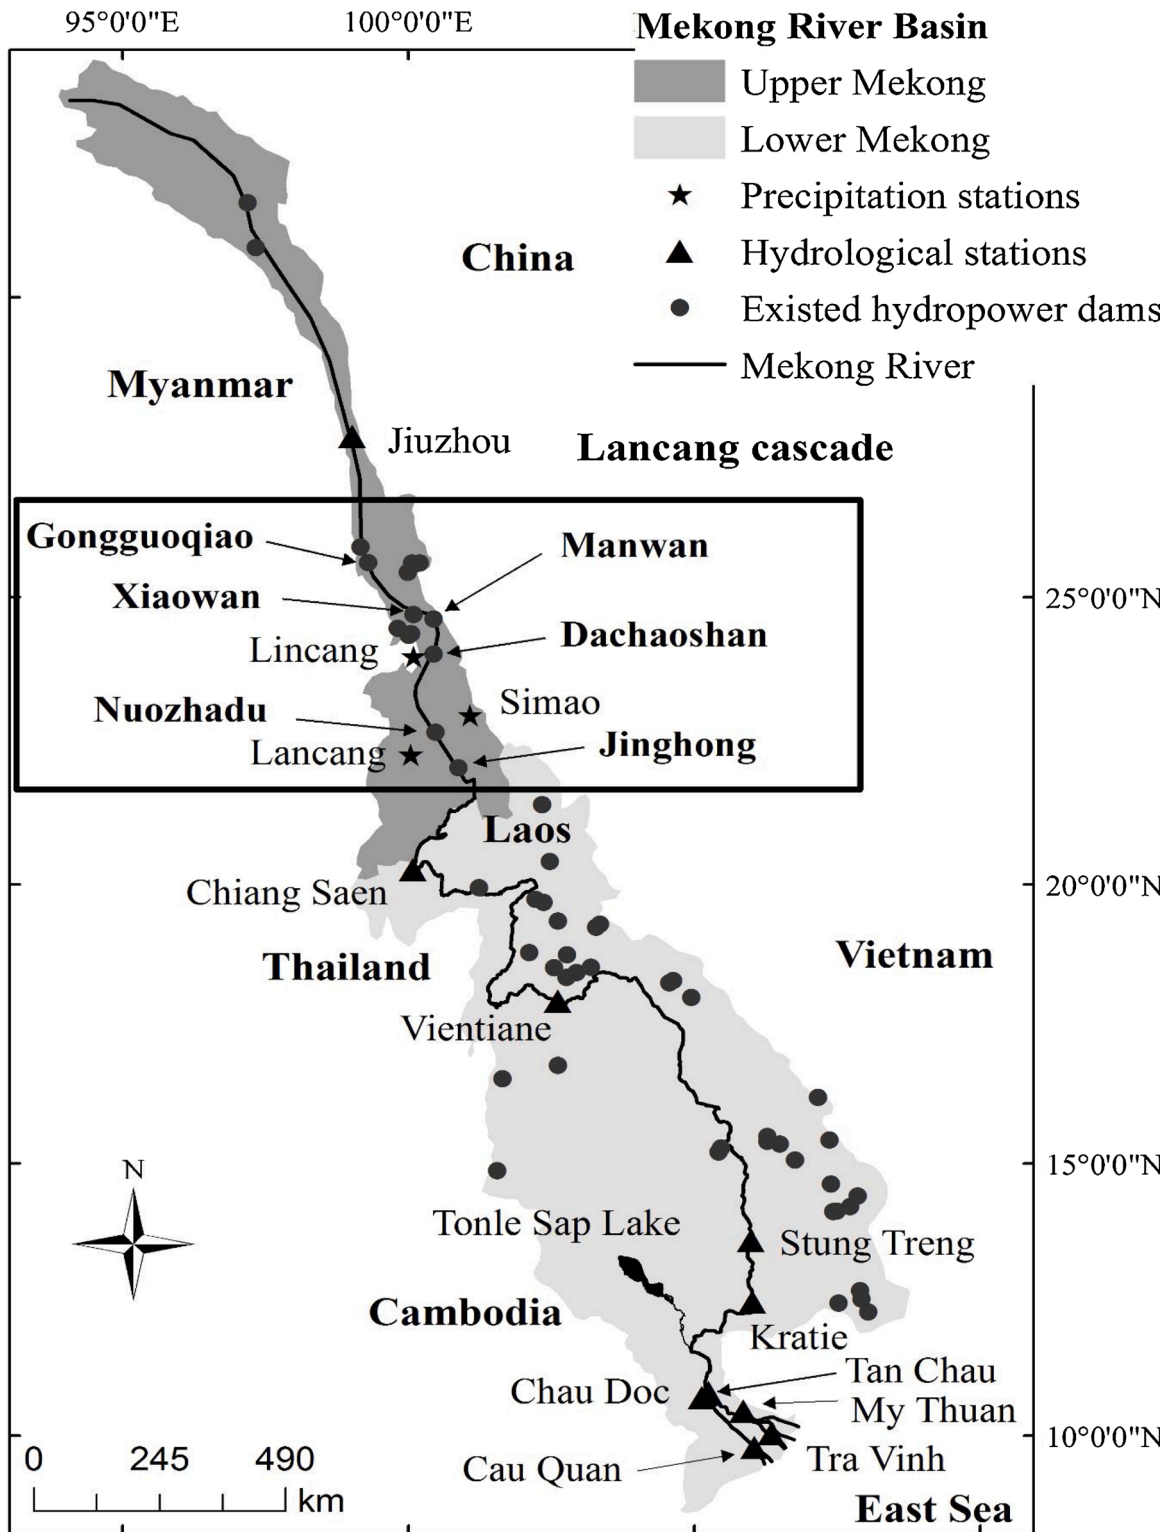 95°0'0"E
100°0'0"E
Mekong River Basin
Upper Mekong
Lower Mekong
Precipitation stations
Hydrological stations
Existed hydropower dams
Mekong River
China
Myanmar
Jiuzhou
Lancang cascade
Gongguoqiao
Manwan
Xiaowan
25°0'0"N
Dachaoshan
Lincang
Simao
Nuozhadu
Lancang
Jinghong
Laos
Chiang Saen
20°0'0"N
Thailand
Vietnam
Vientiane
15°0'0"N
N
Tonle Sap Lake
Stung Treng
Cambodia
Kratie
Tan Chau
Chau Doc
My Thuan
10°0'0"N
Tra Vinh
Cau Quan
0 245 490
km
East Sea